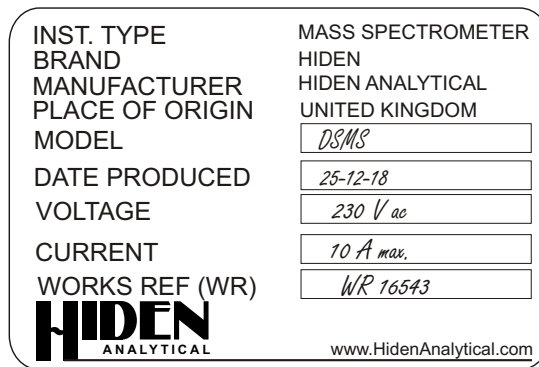 INST. TYPE MASS SPECTROMETER
BRAND HIDEN
MANUFACTURER HIDEN ANALYTICAL
PLACE OF ORIGIN UNITED KINGDOM
MODEL DSMS
DATE PRODUCED 25-12-18
VOLTAGE 230 V ac
CURRENT 10 A max.
WORKS REF (WR) WR 16543
HIDEN
ANALYTICAL www.HidenAnalytical.com